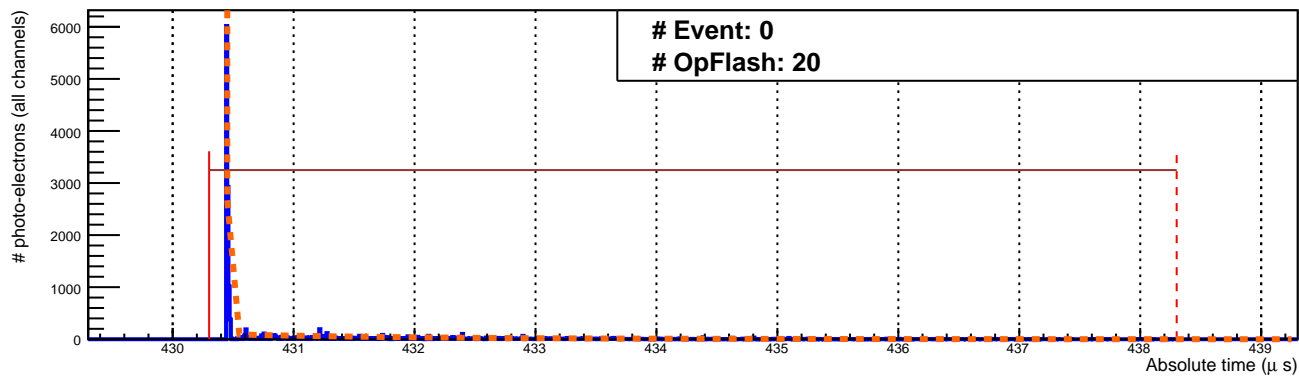 # Event: 0
# OpFlash: 20
# photo-electrons (all channels)
6000
5000
4000
3000
2000
1000
0
430 431 432 433 434 435 436 437 438 439
Absolute time (μ s)